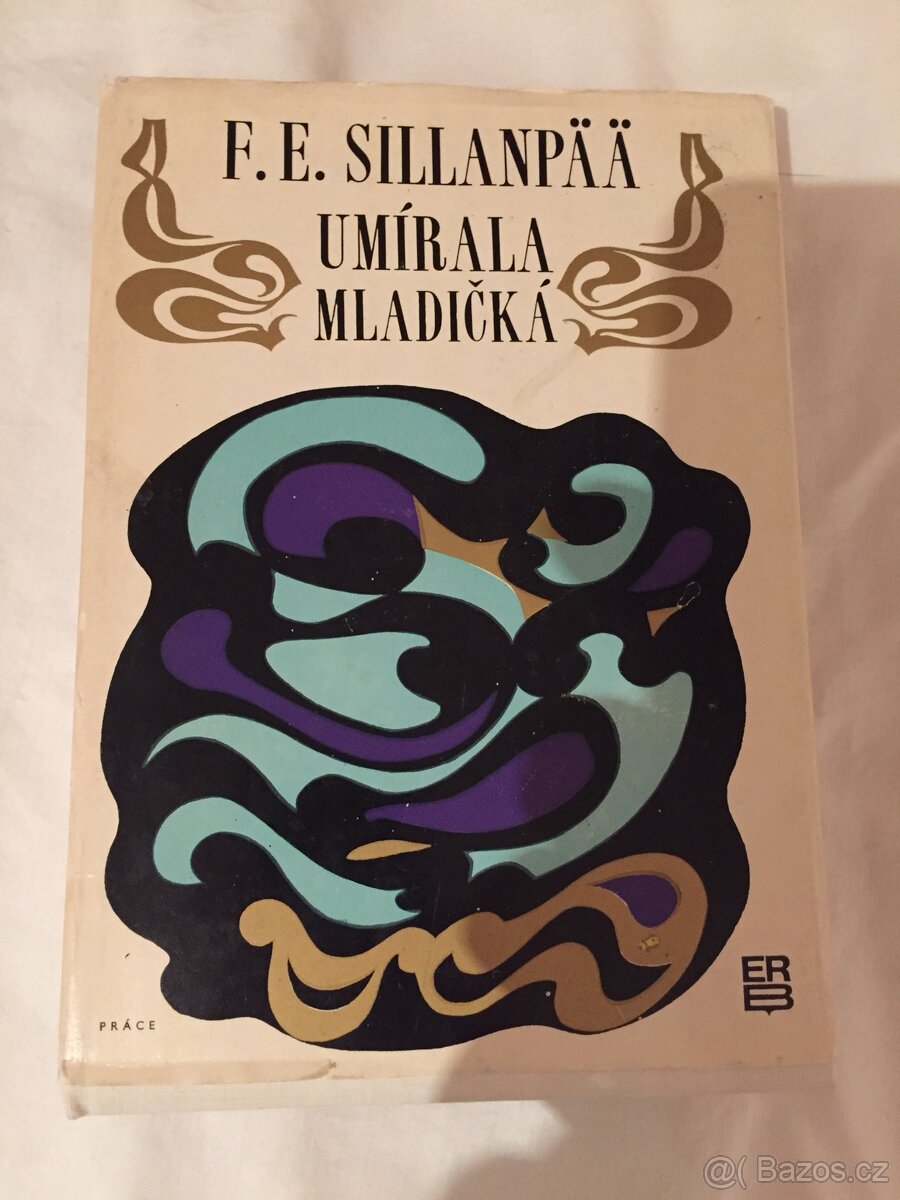 F. E. SILLANPÄÄ
UMÍRALA
MLADIČKÁ
PRÁCE
ER
B
@( Bazos.cz